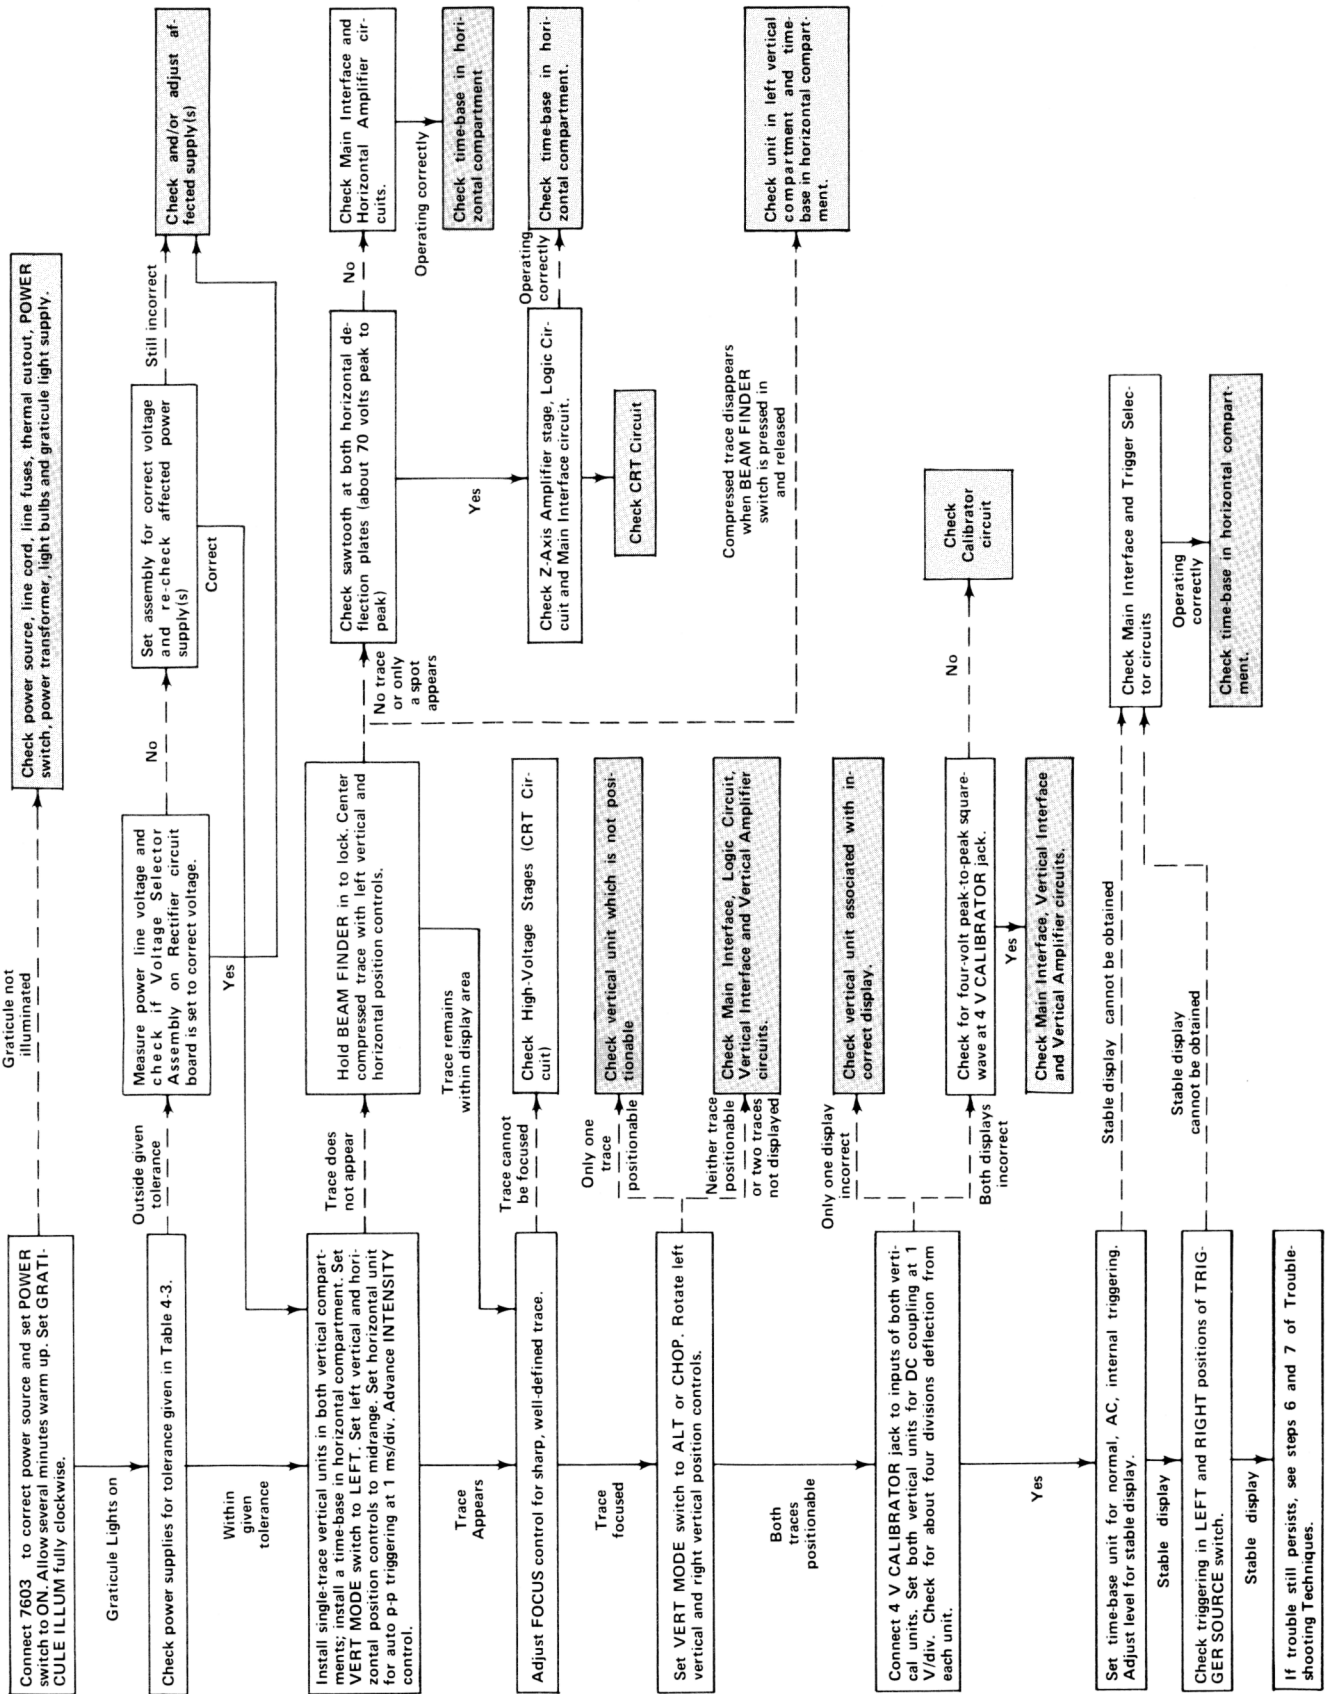 Connect 7603 to correct power source and set POWER
switch to ON. Allow several minutes warm up. Set GRATI-
CULE ILLUM fully clockwise.
Graticule not
illuminated
Check power source, line cord, line fuses, thermal cutout, POWER
switch, power transformer, light bulbs and graticule light supply.
Graticule Lights on
Check power supplies for tolerance given in Table 4-3.
Outside given
tolerance
Measure power line voltage and
check if Voltage Selector
Assembly on Rectifier circuit
board is set to correct voltage.
No
Set assembly for correct voltage
and re-check affected power
supply(s)
Still incorrect
Check and/or adjust af-
fected supply(s)
Yes
Correct
Within
given
tolerance
Install single-trace vertical units in both vertical compart-
ments; install a time-base in horizontal compartment. Set
VERT MODE switch to LEFT. Set left vertical and hori-
zontal position controls to midrange. Set horizontal unit
for auto p-p triggering at 1 ms/div. Advance INTENSITY
control.
Trace does
not appear
Hold BEAM FINDER in to lock. Center
compressed trace with left vertical and
horizontal position controls.
No trace
or only
a spot
appears
Check sawtooth at both horizontal de-
flection plates (about 70 volts peak to
peak)
No
Check Main Interface and
Horizontal Amplifier cir-
cuits.
Operating correctly
Check time-base in hori-
zontal compartment
Yes
Check Z-Axis Amplifier stage, Logic Cir-
cuit and Main Interface circuit.
Operating
correctly
Check time-base in hori-
zontal compartment.
Check CRT Circuit
Compressed trace disappears
when BEAM FINDER
switch is pressed in
and released
Check unit in left vertical
compartment and time-
base in horizontal compart-
ment.
Trace remains
within display area
Trace
Appears
Adjust FOCUS control for sharp, well-defined trace.
Trace cannot
be focused
Check High-Voltage Stages (CRT Cir-
cuit)
Trace
focused
Set VERT MODE switch to ALT or CHOP. Rotate left
vertical and right vertical position controls.
Only one
trace
positionable
Check vertical unit which is not posi-
tionable
Neither trace
positionable
or two traces
not displayed
Check Main Interface, Logic Circuit,
Vertical Interface and Vertical Amplifier
circuits.
Both
traces
positionable
Connect 4 V CALIBRATOR jack to inputs of both verti-
cal units. Set both vertical units for DC coupling at 1
V/div. Check for about four divisions deflection from
each unit.
Only one display
incorrect
Check vertical unit associated with in-
correct display.
Both displays
incorrect
Check for four-volt peak-to-peak square-
wave at 4 V CALIBRATOR jack.
No
Check
Calibrator
circuit
Yes
Check Main Interface, Vertical Interface
and Vertical Amplifier circuits.
Yes
Set time-base unit for normal, AC, internal triggering.
Adjust level for stable display.
Stable display cannot be obtained
Check Main Interface and Trigger Selec-
tor circuits
Operating
correctly
Check time-base in horizontal compart-
ment.
Stable display
Check triggering in LEFT and RIGHT positions of TRIG-
GER SOURCE switch.
Stable display
cannot be obtained
Stable display
If trouble still persists, see steps 6 and 7 of Trouble-
shooting Techniques.